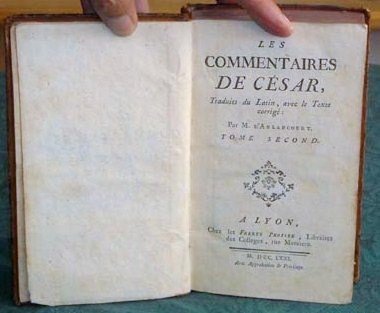 LES
COMMENTAIRES
DE CÉSAR,
Traduits du Latin, avec le Texte
corrigé:
Par M. D'ABLANCOURT.
TOME SECOND.
A LYON,
Chez les FRERES PERISSE, Libraires
des Colleges, rue Merciere.
M. DCC. LXXI.
Avec Approbation & Privilege.